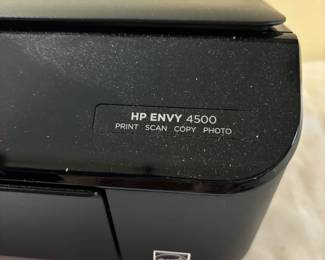 HP ENVY 4500
PRINT SCAN COPY PHOTO